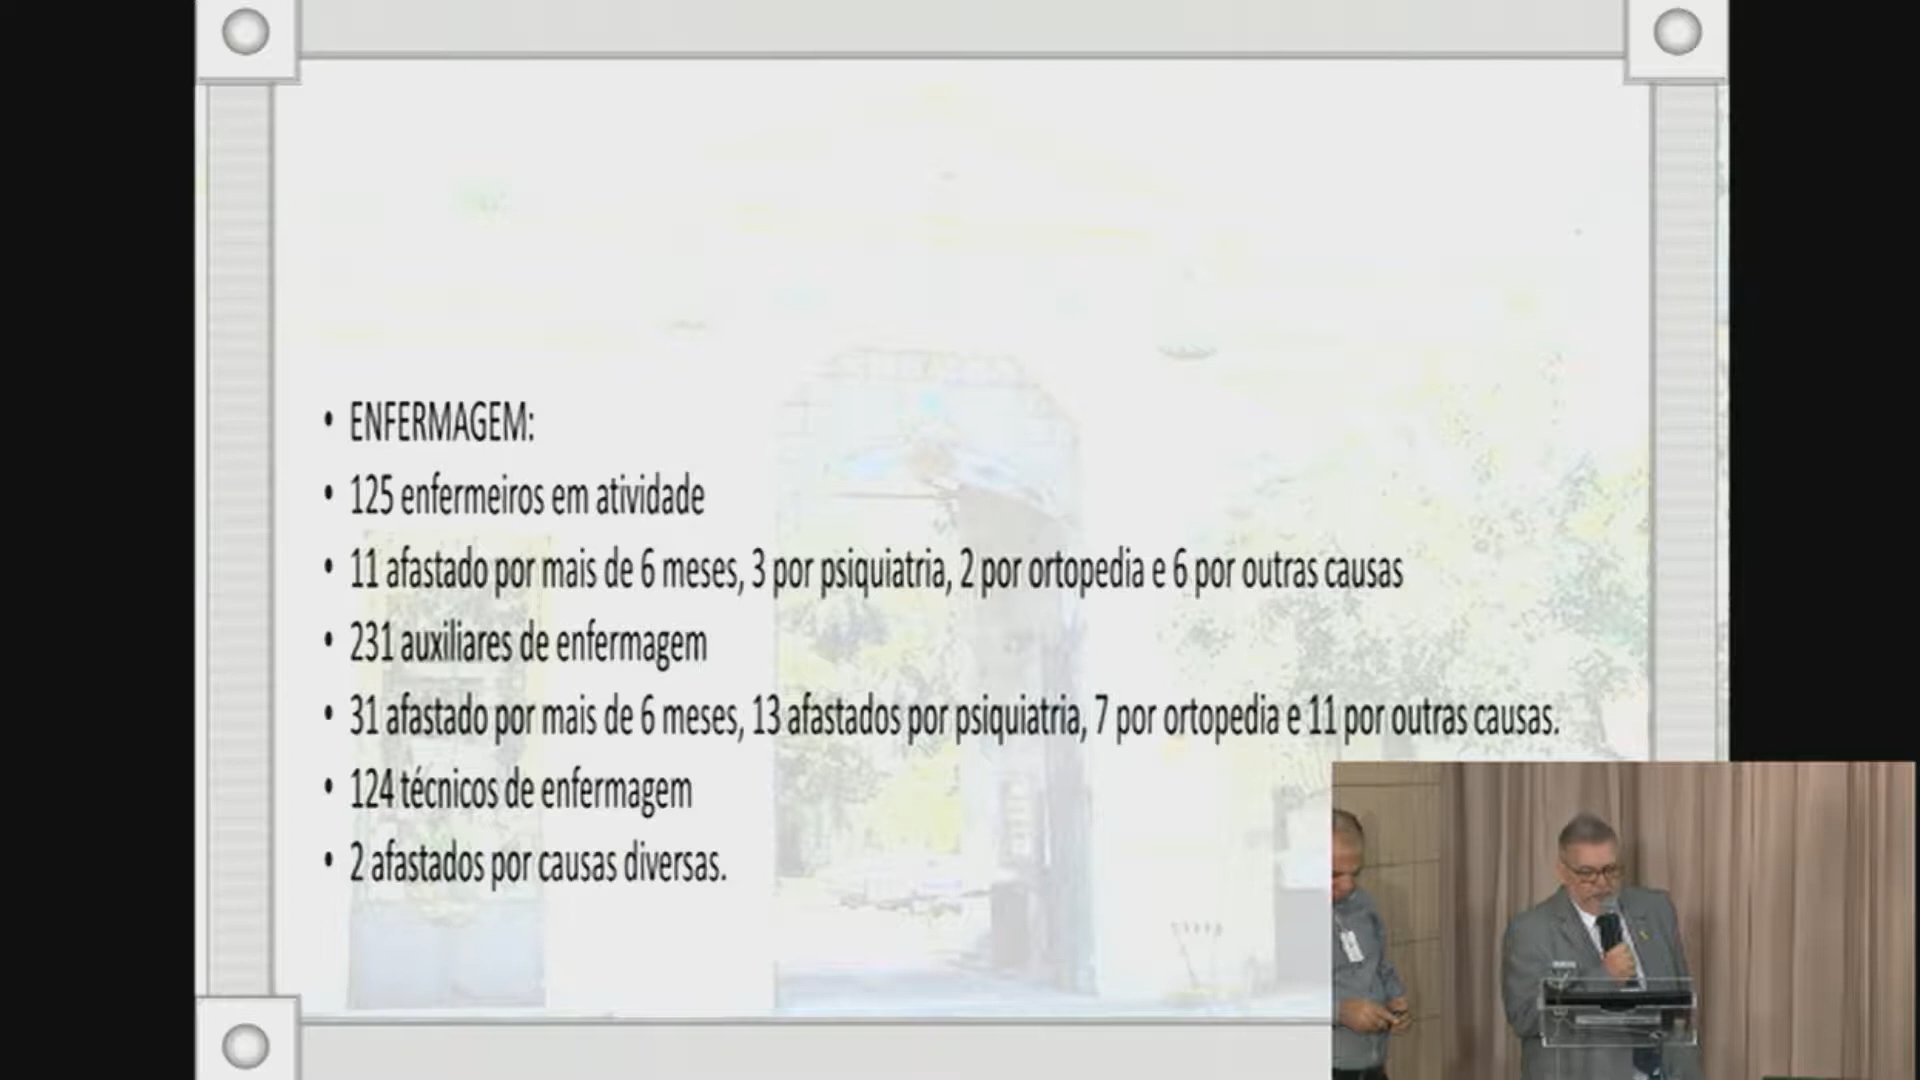 • ENFERMAGEM:
• 125 enfermeiros em atividade
• 11 afastado por mais de 6 meses, 3 por psiquiatria, 2 por ortopedia e 6 por outras causas
• 231 auxiliares de enfermagem
• 31 afastado por mais de 6 meses, 13 afastados por psiquiatria, 7 por ortopedia e 11 por outras causas.
• 124 técnicos de enfermagem
• 2 afastados por causas diversas.